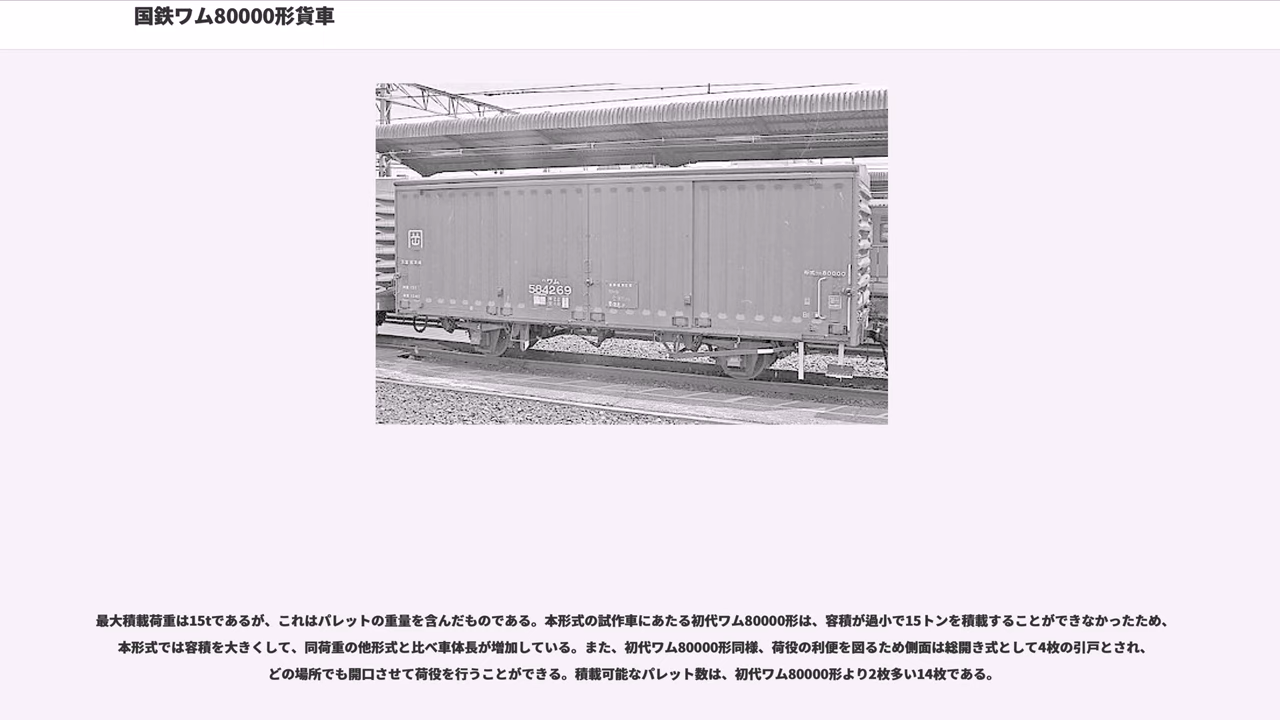 国鉄ワム80000形貨車
ハワム
584269
形式ワム80000
最大積載荷重は15tであるが、これはパレットの重量を含んだものである。本形式の試作車にあたる初代ワム80000形は、容積が過小で15トンを積載することができなかったため、
本形式では容積を大きくして、同荷重の他形式と比べ車体長が増加している。また、初代ワム80000形同様、荷役の利便を図るため側面は総開き式として4枚の引戸とされ、
どの場所でも開口させて荷役を行うことができる。積載可能なパレット数は、初代ワム80000形より2枚多い14枚である。